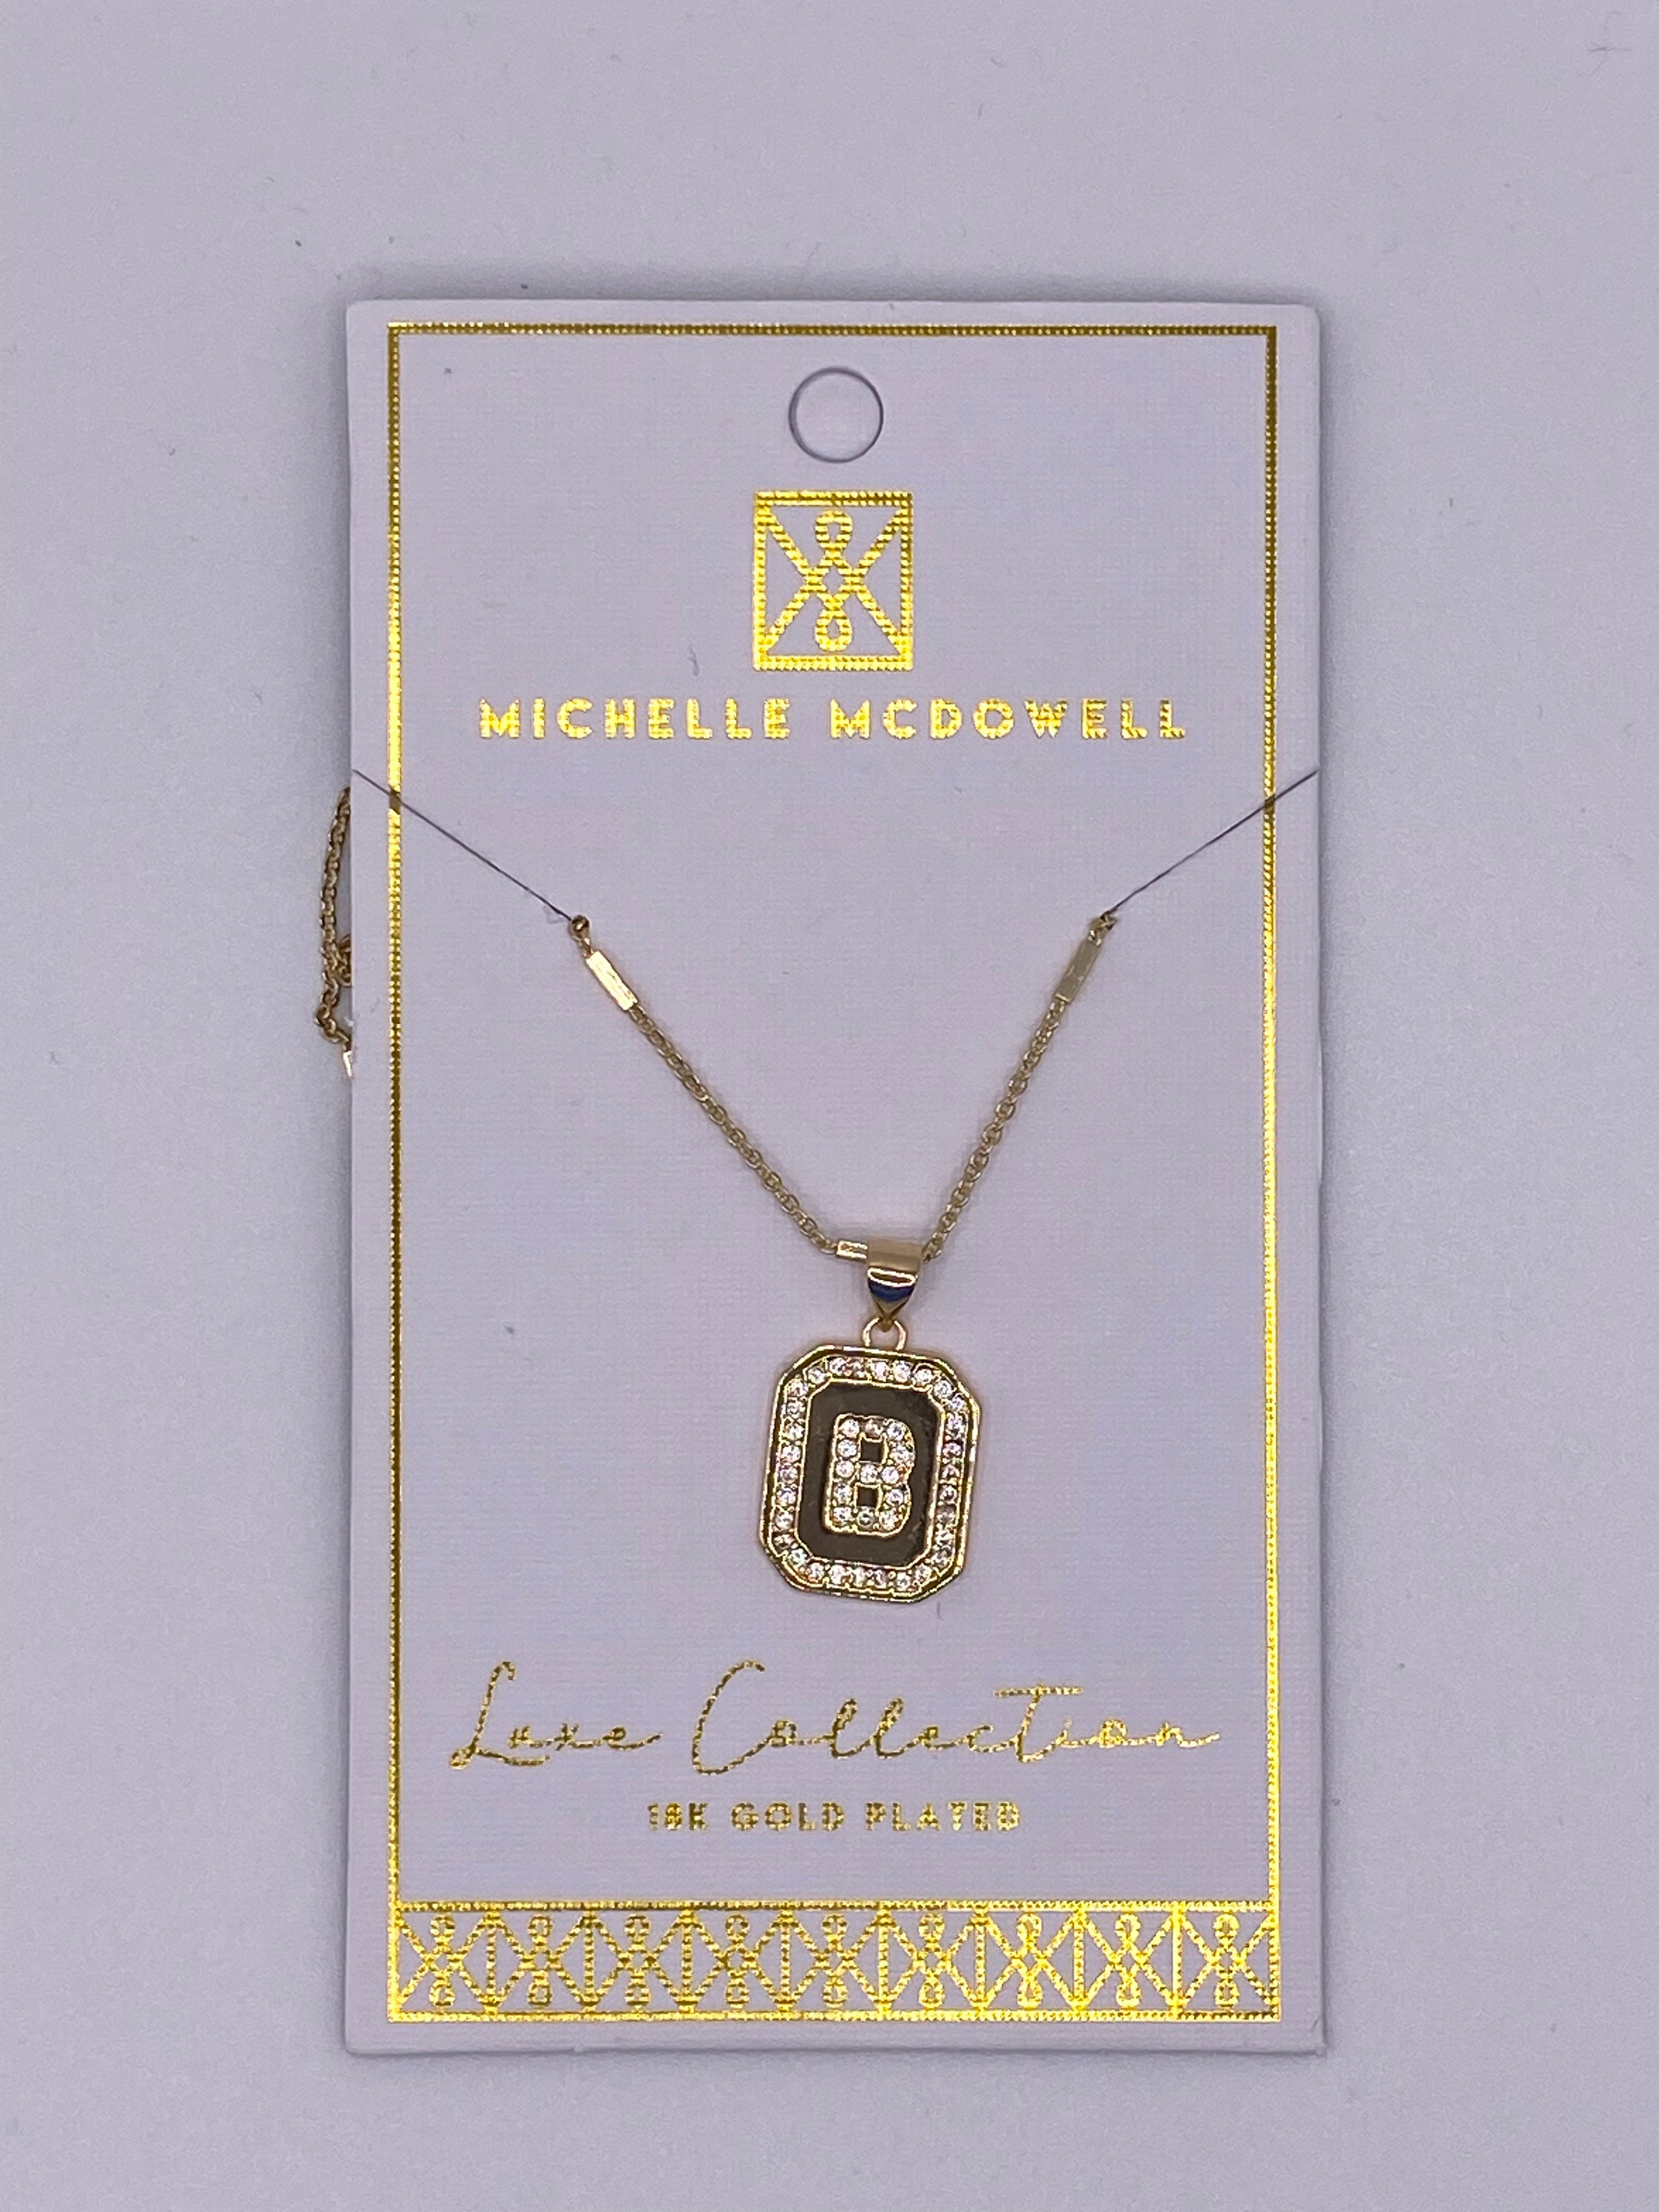 MICHELLE MCDOWELL
B
Luxe Collection
18K GOLD PLATED